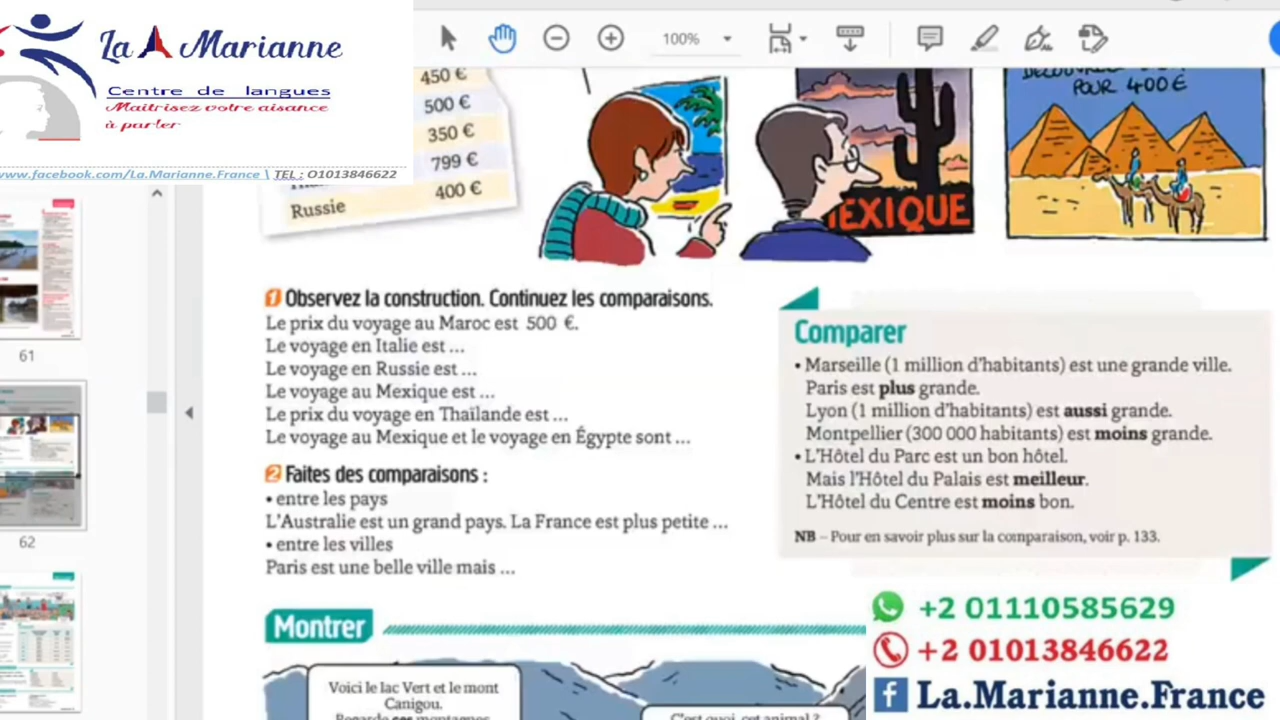 La Marianne
Centre de langues
Maitrisez votre aisance
à parler
www.facebook.com/La.Marianne.France \ TEL : 01013846622
100%
450 €
500 €
350 €
799 €
Russie 400 €
POUR 400 €
MEXIQUE
1 Observez la construction. Continuez les comparaisons.
Le prix du voyage au Maroc est 500 €.
Le voyage en Italie est ...
Le voyage en Russie est ...
Le voyage au Mexique est ...
Le prix du voyage en Thaïlande est ...
Le voyage au Mexique et le voyage en Égypte sont ...
2 Faites des comparaisons :
• entre les pays
L'Australie est un grand pays. La France est plus petite ...
• entre les villes
Paris est une belle ville mais ...
Comparer
• Marseille (1 million d'habitants) est une grande ville.
Paris est plus grande.
Lyon (1 million d'habitants) est aussi grande.
Montpellier (300 000 habitants) est moins grande.
• L'Hôtel du Parc est un bon hôtel.
Mais l'Hôtel du Palais est meilleur.
L'Hôtel du Centre est moins bon.
NB – Pour en savoir plus sur la comparaison, voir p. 133.
61
62
Montrer
Voici le lac Vert et le mont
Canigou.
Regarde ces montagnes
C'est quoi, cet animal ?
+2 01110585629
+2 01013846622
La.Marianne.France